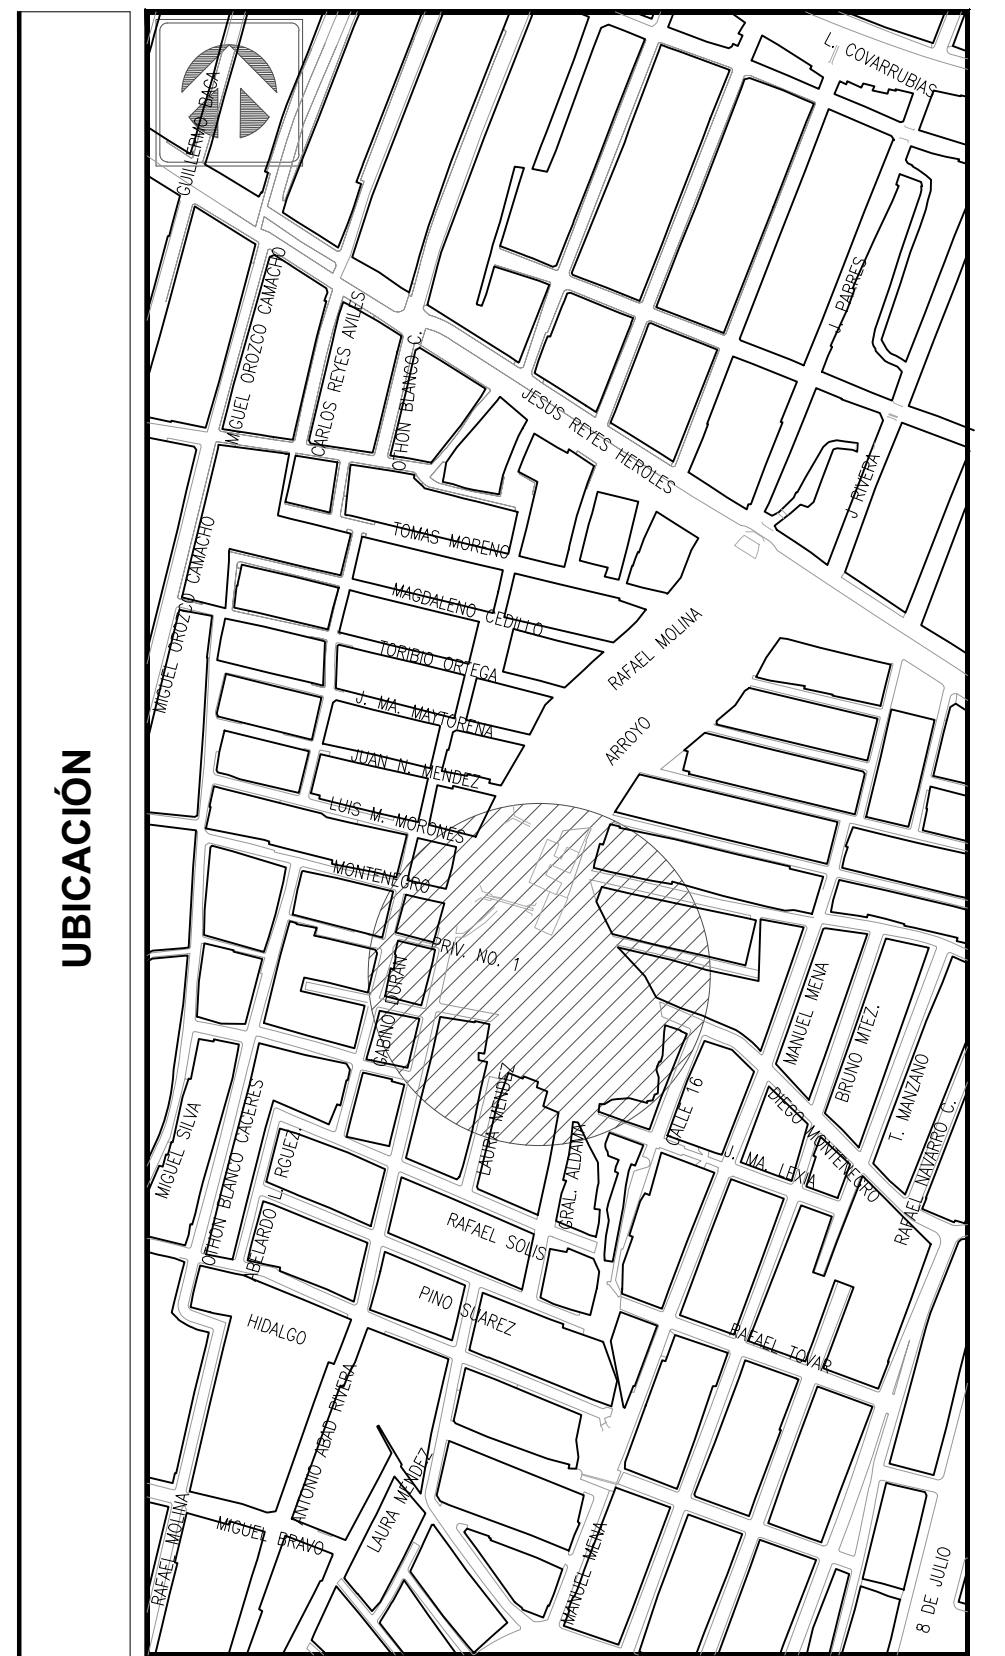 UBICACIÓN
L. COVARRUBIAS
GUILLERMO BACA
MIGUEL OROZCO CAMACHO
CARLOS REYES AVILES
OTHON BLANCO C.
J. PARRES
JESUS REYES HEROLES
J RIVERA
TOMAS MORENO
MIGUEL OROZCO CAMACHO
MAGDALENO CEDILLO
RAFAEL MOLINA
TORIBIO ORTEGA
J. MA. MAYTORENA
ARROYO
JUAN N. MENDEZ
LUIS M. MORONES
MONTENEGRO
PRIV. NO. 1
GABINO DURAN
MANUEL MENA
BRUNO MTEZ.
T. MANZANO
RAFAEL NAVARRO C.
CALLE 16
DIEGO MONTENEGRO
J. MA. LEXIA
LAURA MENDEZ
GRAL. ALDAMA
MIGUEL SILVA
OTHON BLANCO CACERES
ABELARDO L. RGUEZ.
RAFAEL SOLIS
PINO SUAREZ
HIDALGO
RAFAEL TOVAR
ANTONIO ABAD RIVERA
LAURA MENDEZ
RAFAEL MOLINA
MIGUEL BRAVO
MANUEL MENA
8 DE JULIO